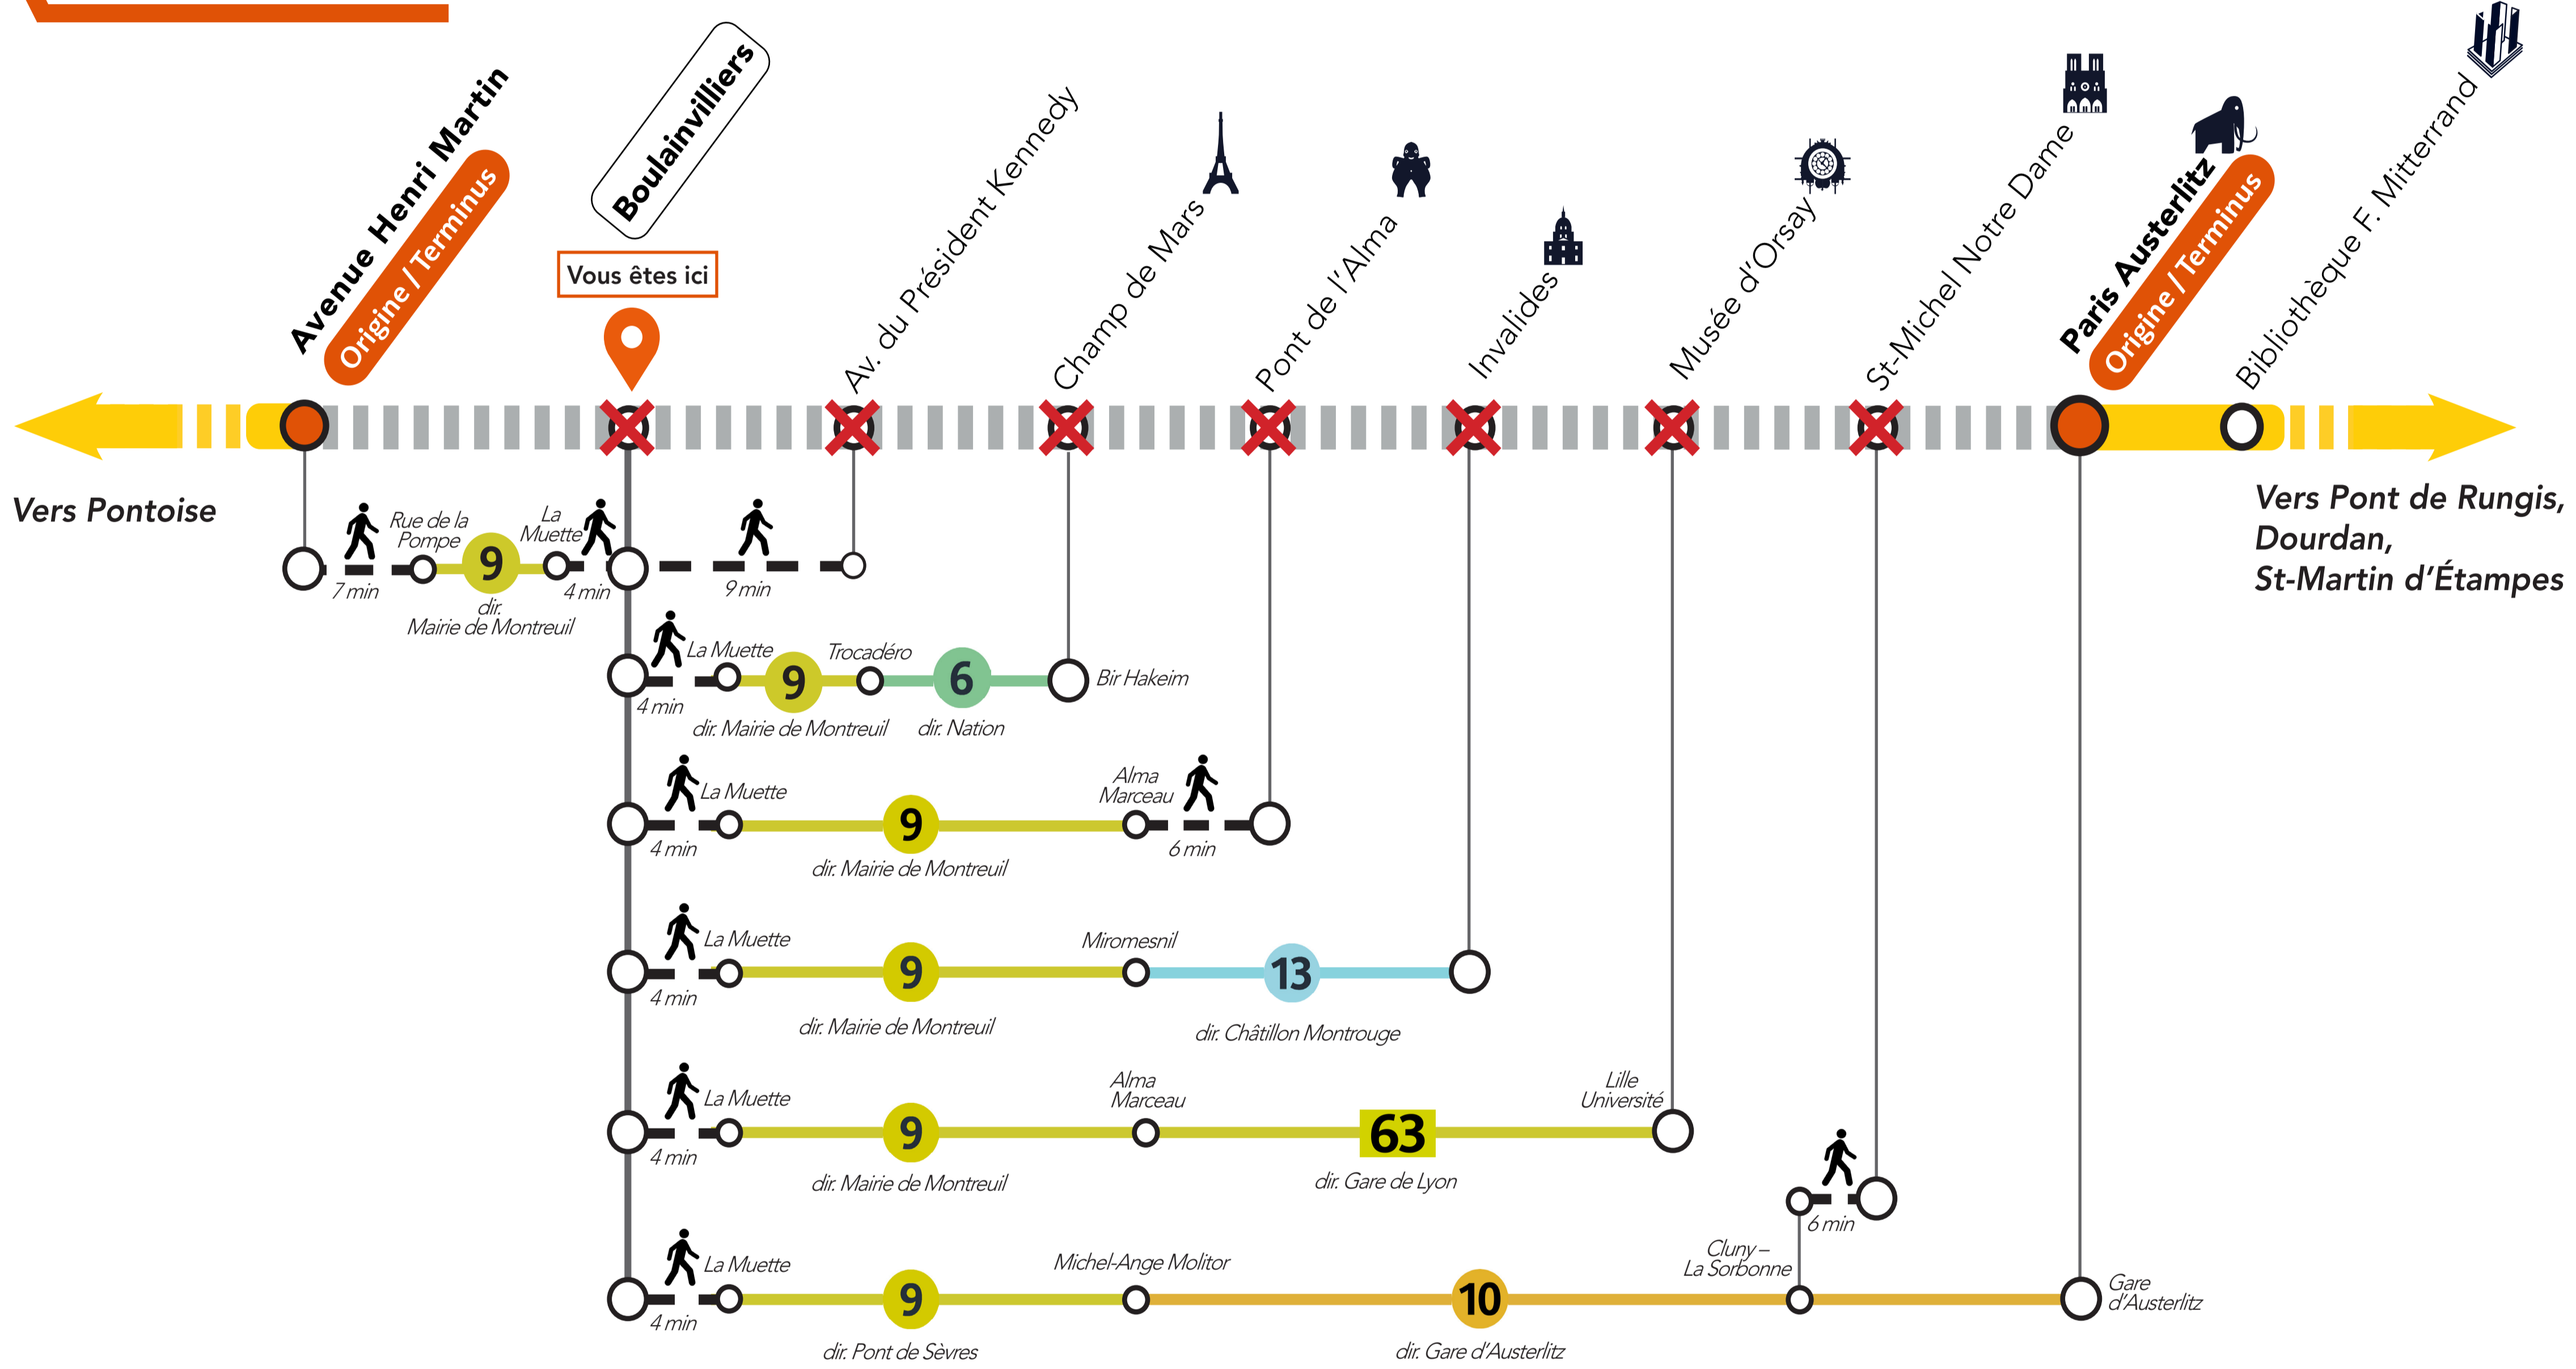 Avenue Henri Martin
Origine / Terminus
Boulainvilliers
Vous êtes ici
Av. du Président Kennedy
Champ de Mars
Pont de l'Alma
Invalides
Musée d'Orsay
St-Michel Notre Dame
Paris Austerlitz
Origine / Terminus
Bibliothèque F. Mitterrand
Vers Pontoise
Vers Pont de Rungis,
Dourdan,
St-Martin d'Étampes
7 min
Rue de la
Pompe
9
dir.
Mairie de Montreuil
La
Muette
4 min
9 min
4 min
La Muette
9
dir. Mairie de Montreuil
Trocadéro
6
dir. Nation
Bir Hakeim
4 min
La Muette
9
dir. Mairie de Montreuil
Alma
Marceau
6 min
4 min
La Muette
9
dir. Mairie de Montreuil
Miromesnil
13
dir. Châtillon Montrouge
4 min
La Muette
9
dir. Mairie de Montreuil
Alma
Marceau
63
dir. Gare de Lyon
Lille
Université
4 min
La Muette
9
dir. Pont de Sèvres
Michel-Ange Molitor
10
dir. Gare d'Austerlitz
Cluny –
La Sorbonne
6 min
Gare
d'Austerlitz